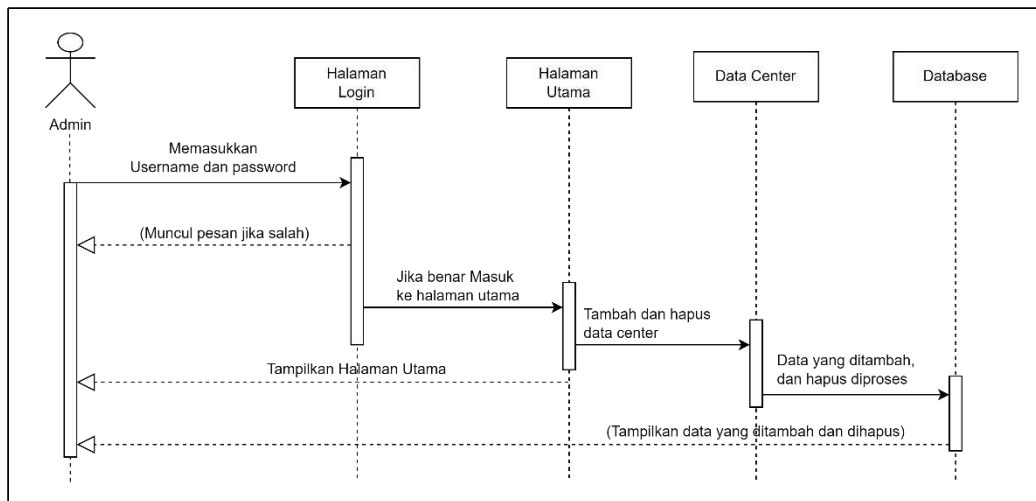 Halaman
Login
Halaman
Utama
Data Center
Database
Admin
Memasukkan
Username dan password
(Muncul pesan jika salah)
Jika benar Masuk
ke halaman utama
Tambah dan hapus
data center
Tampilkan Halaman Utama
Data yang ditambah,
dan hapus diproses
(Tampilkan data yang ditambah dan dihapus)